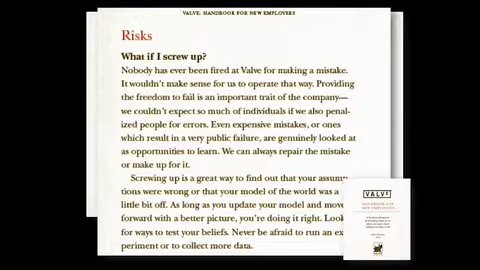 VALVE: HANDBOOK FOR NEW EMPLOYEES
Risks
What if I screw up?
Nobody has ever been fired at Valve for making a mistake.
It wouldn't make sense for us to operate that way. Providing
the freedom to fail is an important trait of the company—
we couldn't expect so much of individuals if we also penal-
ized people for errors. Even expensive mistakes, or ones
which result in a very public failure, are genuinely looked at
as opportunities to learn. We can always repair the mistake
or make up for it.
Screwing up is a great way to find out that your assump
tions were wrong or that your model of the world was a
little bit off. As long as you update your model and move
forward with a better picture, you're doing it right. Look
for ways to test your beliefs. Never be afraid to run an ex
periment or to collect more data.
VALVE
HANDBOOK FOR
NEW EMPLOYEES